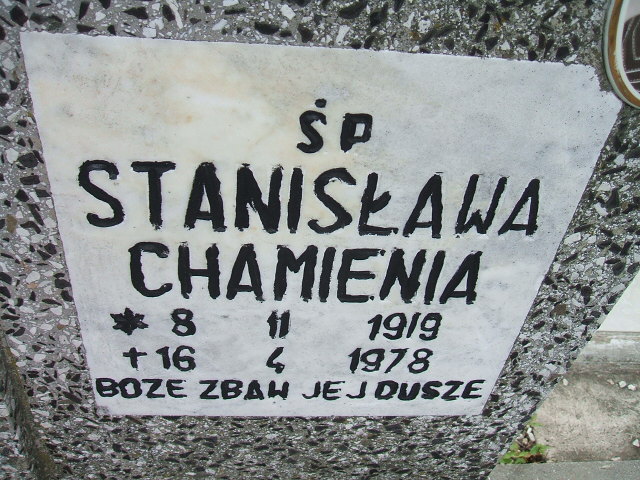 ŚP
STANISŁAWA
CHAMIENIA
* 8 11 1919
+ 16 4 1978
BOZE ZBAW JEJ DUSZE